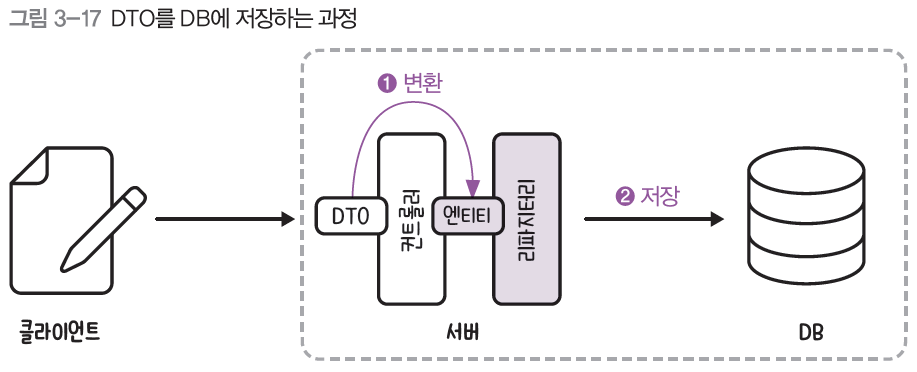 그림 3-17 DTO를 DB에 저장하는 과정
❶ 변환
DTO
컨트롤러
엔티티
리파지터리
❷ 저장
클라이언트
서버
DB